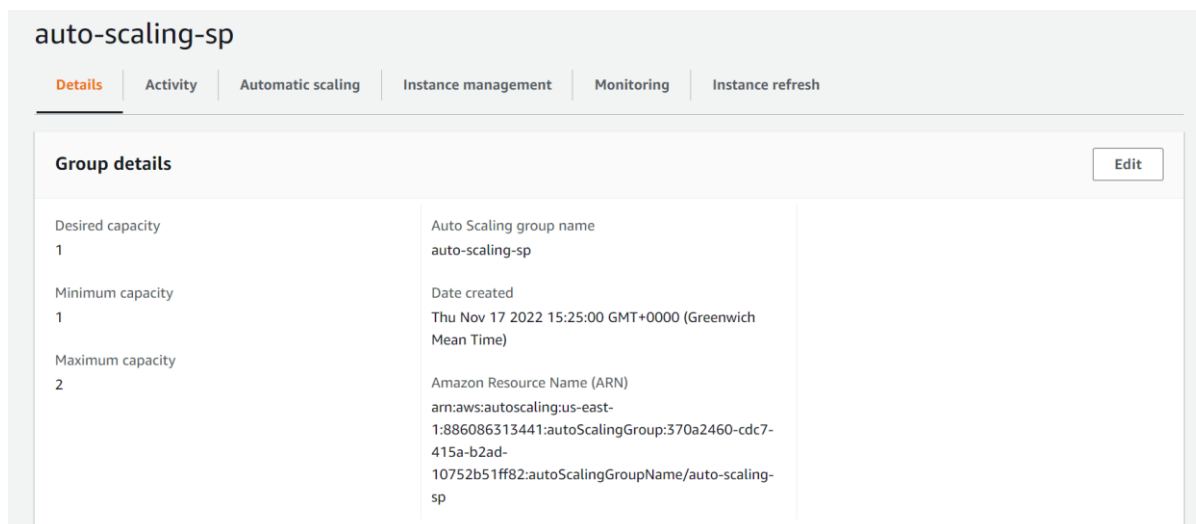 auto-scaling-sp
Details
Activity
Automatic scaling
Instance management
Monitoring
Instance refresh
Group details
Edit
Desired capacity
1
Minimum capacity
1
Maximum capacity
2
Auto Scaling group name
auto-scaling-sp
Date created
Thu Nov 17 2022 15:25:00 GMT+0000 (Greenwich
Mean Time)
Amazon Resource Name (ARN)
arn:aws:autoscaling:us-east-
1:886086313441:autoScalingGroup:370a2460-cdc7-
415a-b2ad-
10752b51ff82:autoScalingGroupName/auto-scaling-
sp